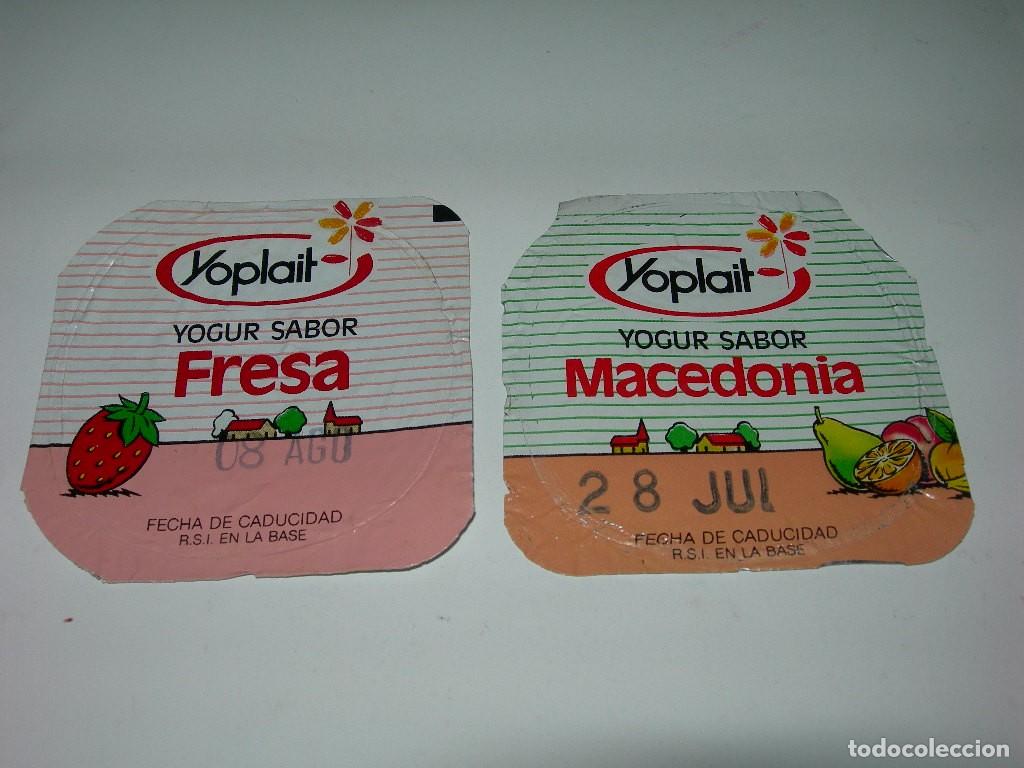 Yoplait
YOGUR SABOR
Fresa
08 AGO
FECHA DE CADUCIDAD
R.S.I. EN LA BASE
Yoplait
YOGUR SABOR
Macedonia
28 JUL
FECHA DE CADUCIDAD
R.S.I. EN LA BASE
todocoleccion